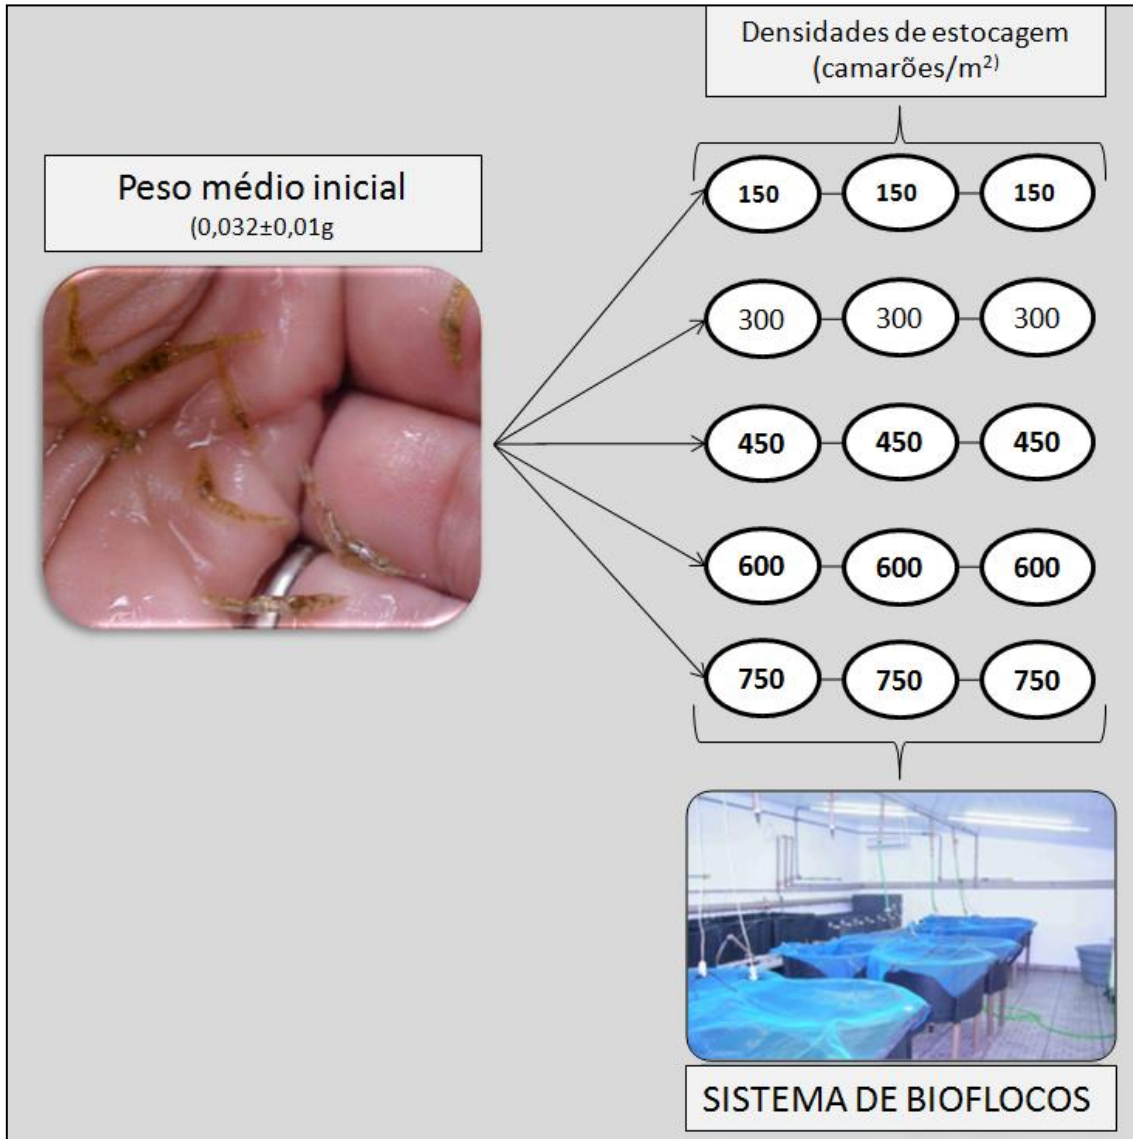 Densidades de estocagem
(camarões/m²⁾
Peso médio inicial
(0,032±0,01g
150 150 150
300 300 300
450 450 450
600 600 600
750 750 750
SISTEMA DE BIOFLOCOS